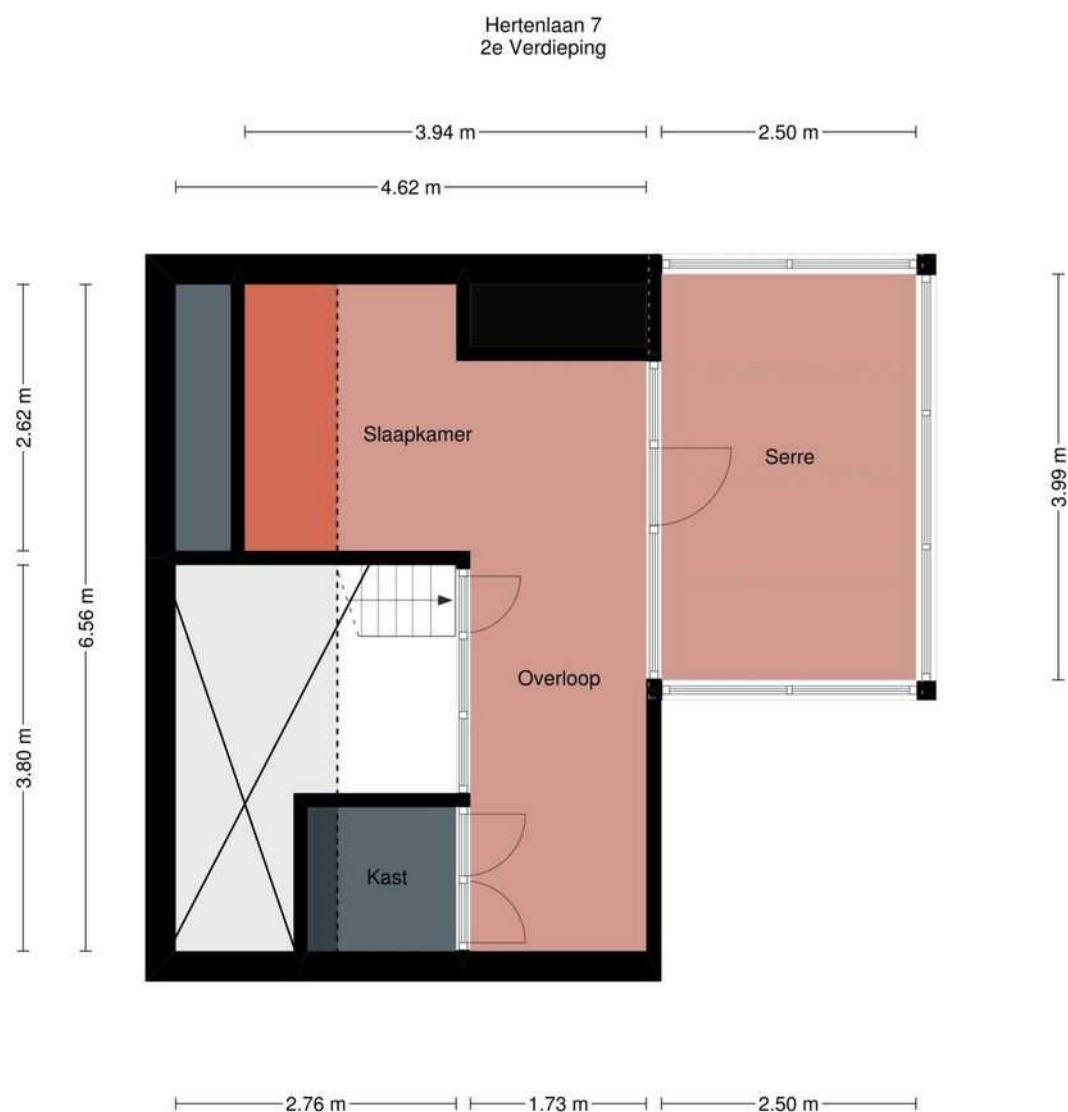 Hertenlaan 7
2e Verdieping
3.94 m
2.50 m
4.62 m
2.62 m
Slaapkamer
Serre
3.99 m
6.56 m
Overloop
3.80 m
Kast
2.76 m
1.73 m
2.50 m